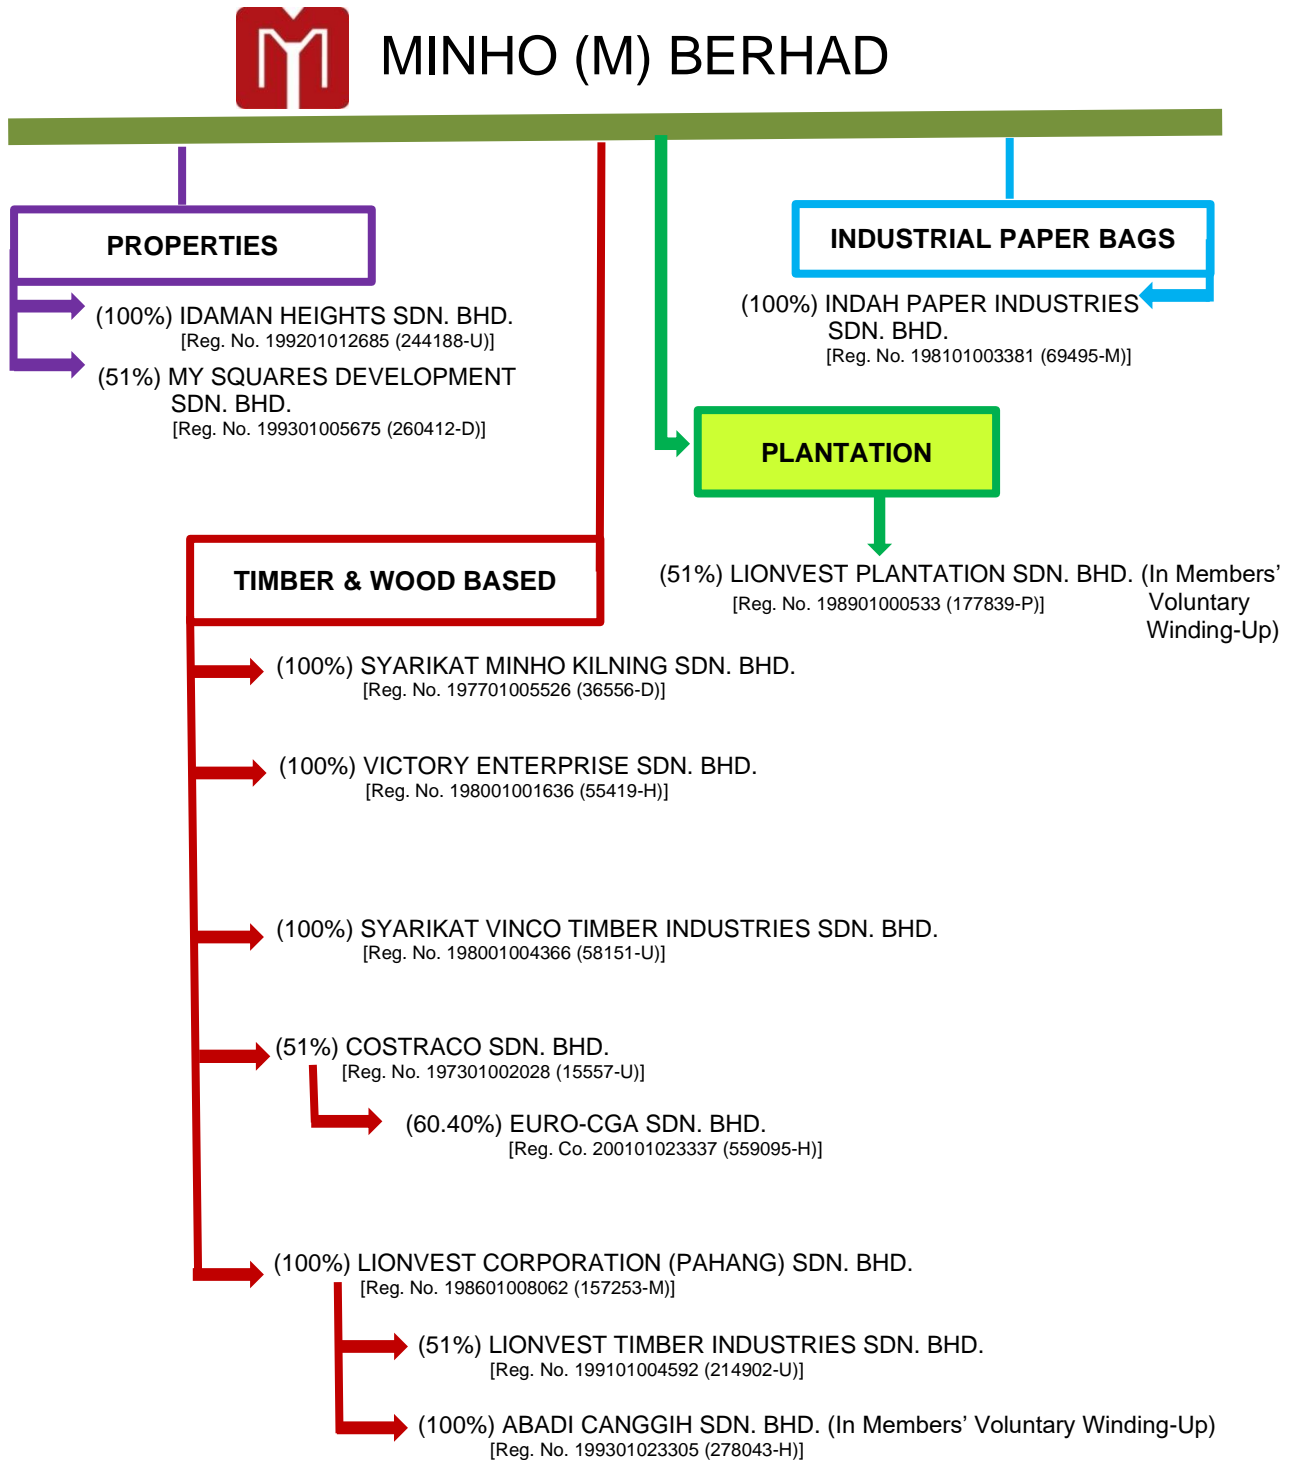 MINHO (M) BERHAD
PROPERTIES
(100%) IDAMAN HEIGHTS SDN. BHD.
[Reg. No. 199201012685 (244188-U)]
(51%) MY SQUARES DEVELOPMENT
SDN. BHD.
[Reg. No. 199301005675 (260412-D)]
INDUSTRIAL PAPER BAGS
(100%) INDAH PAPER INDUSTRIES
SDN. BHD.
[Reg. No. 198101003381 (69495-M)]
PLANTATION
(51%) LIONVEST PLANTATION SDN. BHD. (In Members’
[Reg. No. 198901000533 (177839-P)]
Voluntary
Winding-Up)
TIMBER & WOOD BASED
(100%) SYARIKAT MINHO KILNING SDN. BHD.
[Reg. No. 197701005526 (36556-D)]
(100%) VICTORY ENTERPRISE SDN. BHD.
[Reg. No. 198001001636 (55419-H)]
(100%) SYARIKAT VINCO TIMBER INDUSTRIES SDN. BHD.
[Reg. No. 198001004366 (58151-U)]
(51%) COSTRACO SDN. BHD.
[Reg. No. 197301002028 (15557-U)]
(60.40%) EURO-CGA SDN. BHD.
[Reg. Co. 200101023337 (559095-H)]
(100%) LIONVEST CORPORATION (PAHANG) SDN. BHD.
[Reg. No. 198601008062 (157253-M)]
(51%) LIONVEST TIMBER INDUSTRIES SDN. BHD.
[Reg. No. 199101004592 (214902-U)]
(100%) ABADI CANGGIH SDN. BHD. (In Members’ Voluntary Winding-Up)
[Reg. No. 199301023305 (278043-H)]